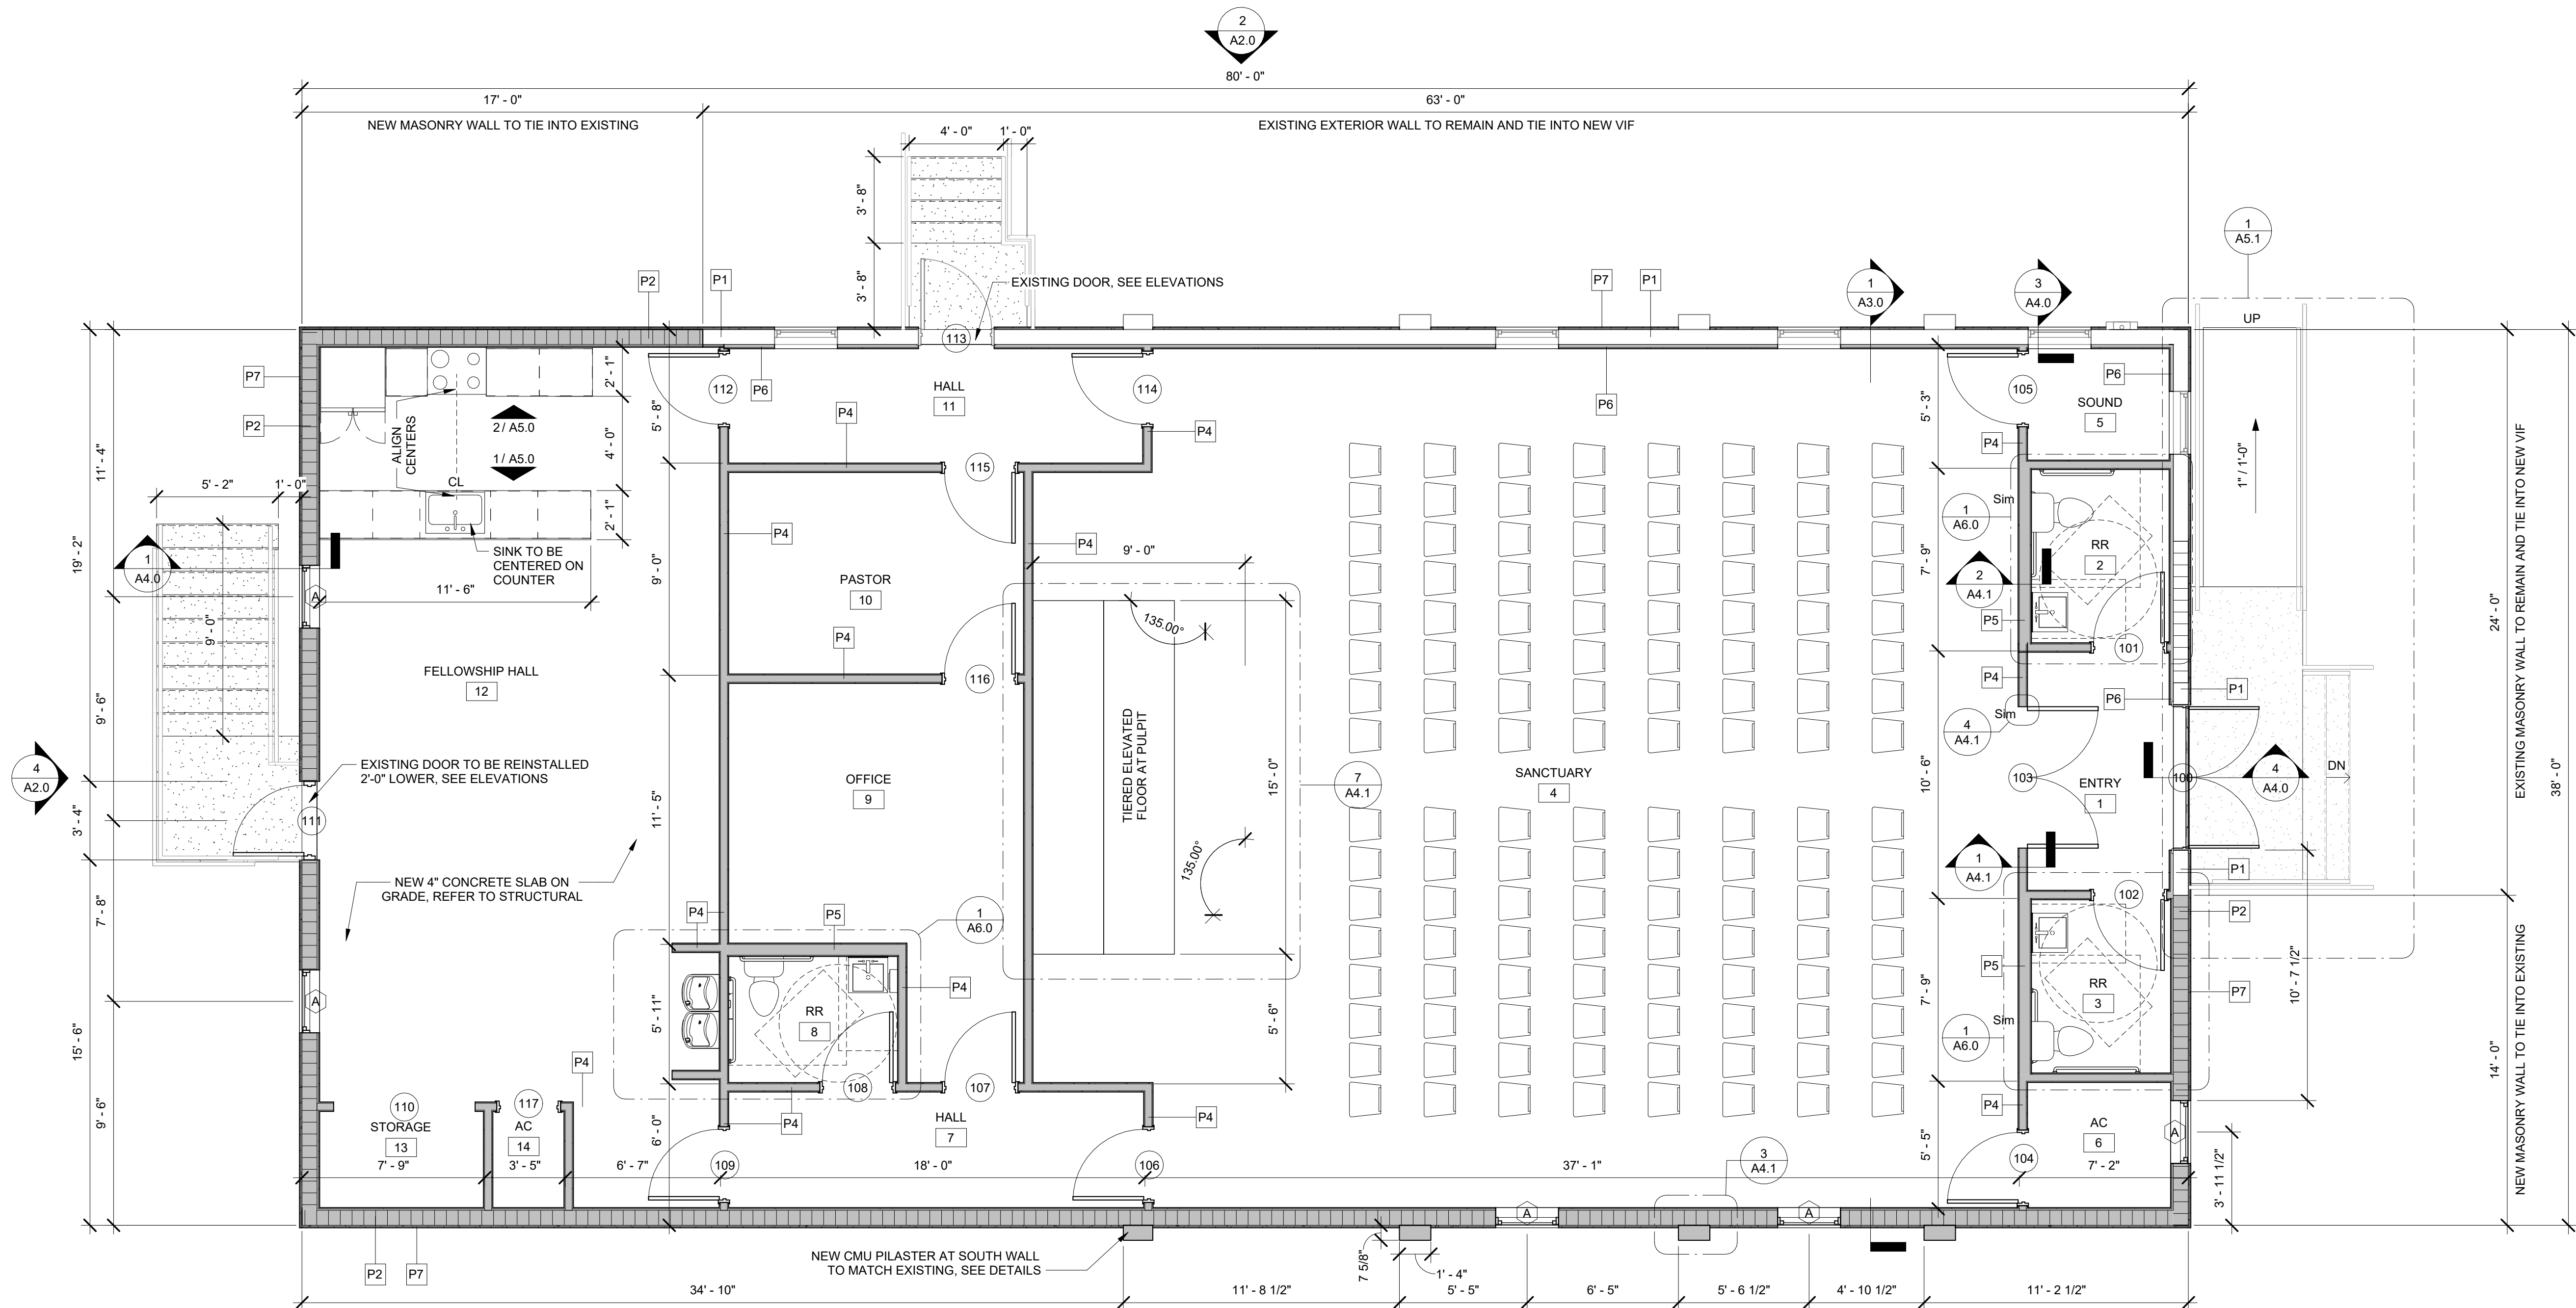 2
A2.0
80' - 0"
17' - 0"
63' - 0"
NEW MASONRY WALL TO TIE INTO EXISTING
EXISTING EXTERIOR WALL TO REMAIN AND TIE INTO NEW VIF
4' - 0"
1' - 0"
3' - 8"
3' - 8"
EXISTING DOOR, SEE ELEVATIONS
P2
P1
P7
P1
1
A3.0
3
A4.0
1
A5.1
UP
113
P7
P2
2' - 1"
112
P6
5' - 8"
HALL
11
114
P6
105
P6
SOUND
5
5' - 3"
ALIGN
CENTERS
2 / A5.0
1 / A5.0
4' - 0"
P4
P4
P4
11' - 4"
19' - 2"
5' - 2"
1' - 0"
CL
115
2' - 1"
1" / 1'-0"
Sim
1
A6.0
SINK TO BE
CENTERED ON
COUNTER
P4
P4
9' - 0"
1
A4.0
11' - 6"
A
9' - 0"
9' - 0"
PASTOR
10
P4
135.00°
RR
2
7' - 9"
2
A4.1
P5
101
24' - 0"
EXISTING MASONRY WALL TO REMAIN AND TIE INTO NEW VIF
FELLOWSHIP HALL
12
116
P4
P6
P1
9' - 6"
TIERED ELEVATED
FLOOR AT PULPIT
Sim
4
A4.1
4
A2.0
EXISTING DOOR TO BE REINSTALLED
2'-0" LOWER, SEE ELEVATIONS
OFFICE
9
15' - 0"
7
A4.1
SANCTUARY
4
10' - 6"
103
ENTRY
1
100
4
A4.0
DN
38' - 0"
3' - 4"
111
11' - 5"
135.00°
1
A4.1
P1
NEW 4" CONCRETE SLAB ON
GRADE, REFER TO STRUCTURAL
7' - 8"
P4
P5
1
A6.0
102
P2
P5
P4
10' - 7 1/2"
P7
A
RR
8
5' - 11"
5' - 6"
7' - 9"
RR
3
Sim
1
A6.0
14' - 0"
NEW MASONRY WALL TO TIE INTO EXISTING
15' - 6"
9' - 6"
P4
108
107
110
STORAGE
13
117
AC
14
P4
HALL
7
P4
P4
AC
6
A
6' - 0"
5' - 5"
7' - 9"
3' - 5"
6' - 7"
109
18' - 0"
106
37' - 1"
3
A4.1
104
7' - 2"
3' - 11 1/2"
A
A
P2
P7
NEW CMU PILASTER AT SOUTH WALL
TO MATCH EXISTING, SEE DETAILS
7 5/8"
1' - 4"
34' - 10"
11' - 8 1/2"
5' - 5"
6' - 5"
5' - 6 1/2"
4' - 10 1/2"
11' - 2 1/2"